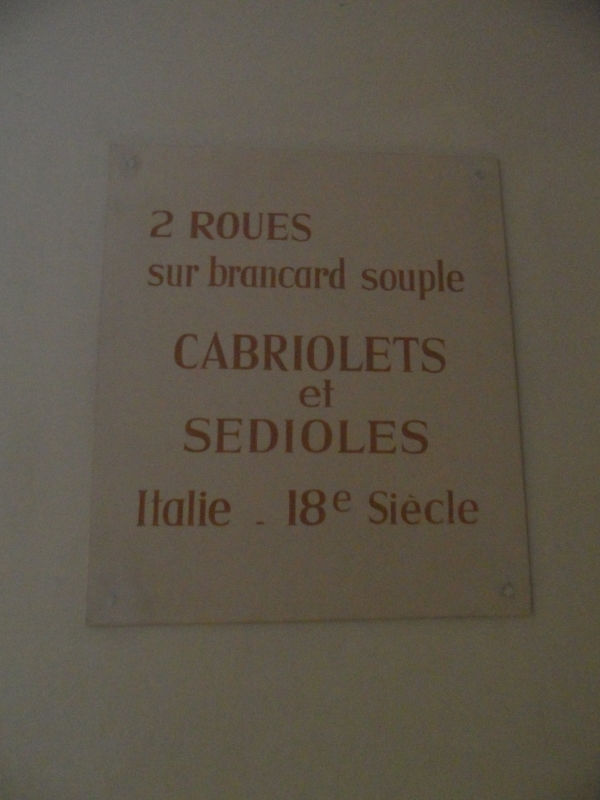 2 ROUES
sur brancard souple
CABRIOLETS
et
SEDIOLES
Italie - 18e Siècle